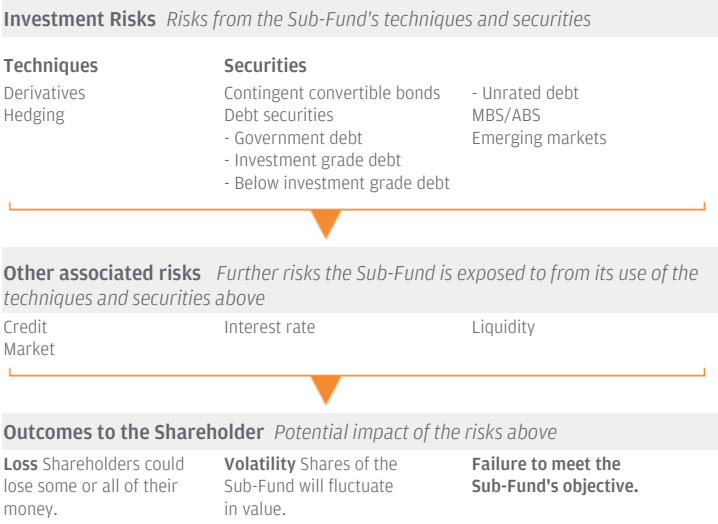 Investment Risks Risks from the Sub-Fund's techniques and securities
Techniques
Derivatives
Hedging
Securities
Contingent convertible bonds
Debt securities
- Government debt
- Investment grade debt
- Below investment grade debt
- Unrated debt
MBS/ABS
Emerging markets
Other associated risks Further risks the Sub-Fund is exposed to from its use of the
techniques and securities above
Credit
Market
Interest rate
Liquidity
Outcomes to the Shareholder Potential impact of the risks above
Loss Shareholders could
lose some or all of their
money.
Volatility Shares of the
Sub-Fund will fluctuate
in value.
Failure to meet the
Sub-Fund's objective.